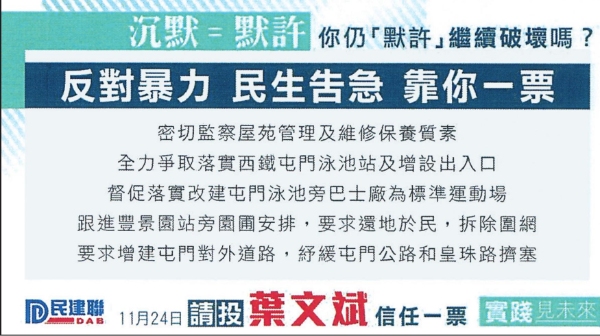 沉默=默許 你仍「默許」繼續破壞嗎？
反對暴力 民生告急 靠你一票
密切監察屋苑管理及維修保養質素
全力爭取落實西鐵屯門泳池站及增設出入口
督促落實改建屯門泳池旁巴士廠為標準運動場
跟進豐景園站旁園圃安排，要求還地於民，拆除圍網
要求增建屯門對外道路，紓緩屯門公路和皇珠路擠塞
民建聯 DAB 11月24日 請投 葉文斌 信任一票 實踐見未來